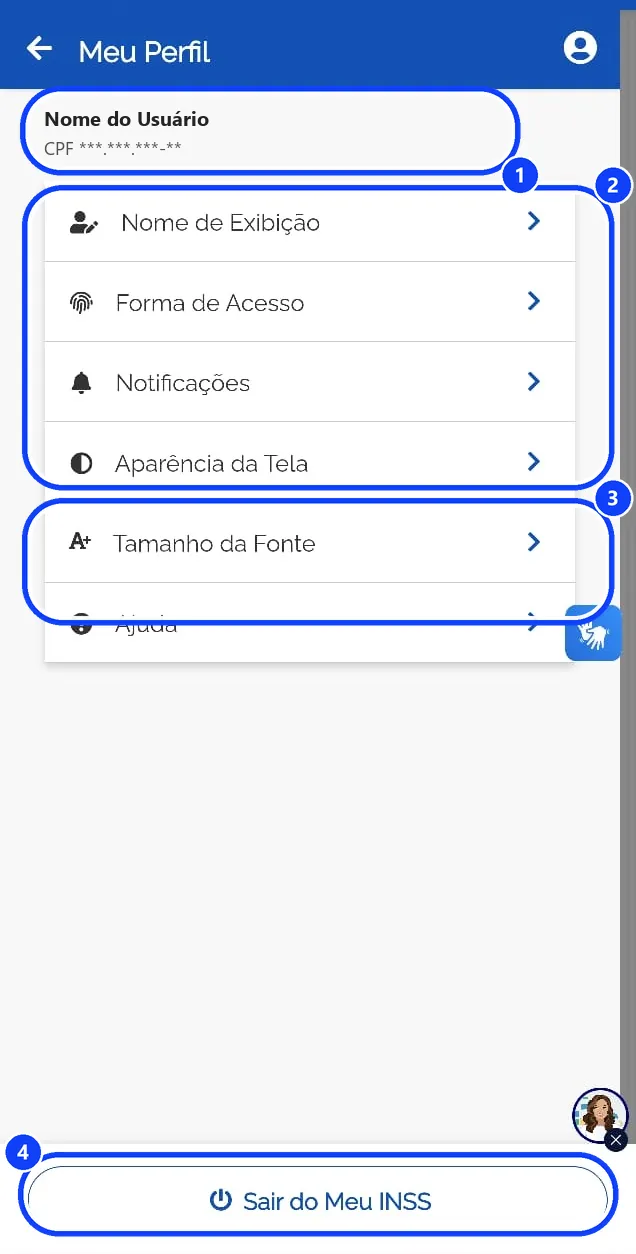 Meu Perfil
Nome do Usuário
CPF ***.***.***-**
1
2
Nome de Exibição
Forma de Acesso
Notificações
Aparência da Tela
3
A+ Tamanho da Fonte
Ajuda
4
Sair do Meu INSS